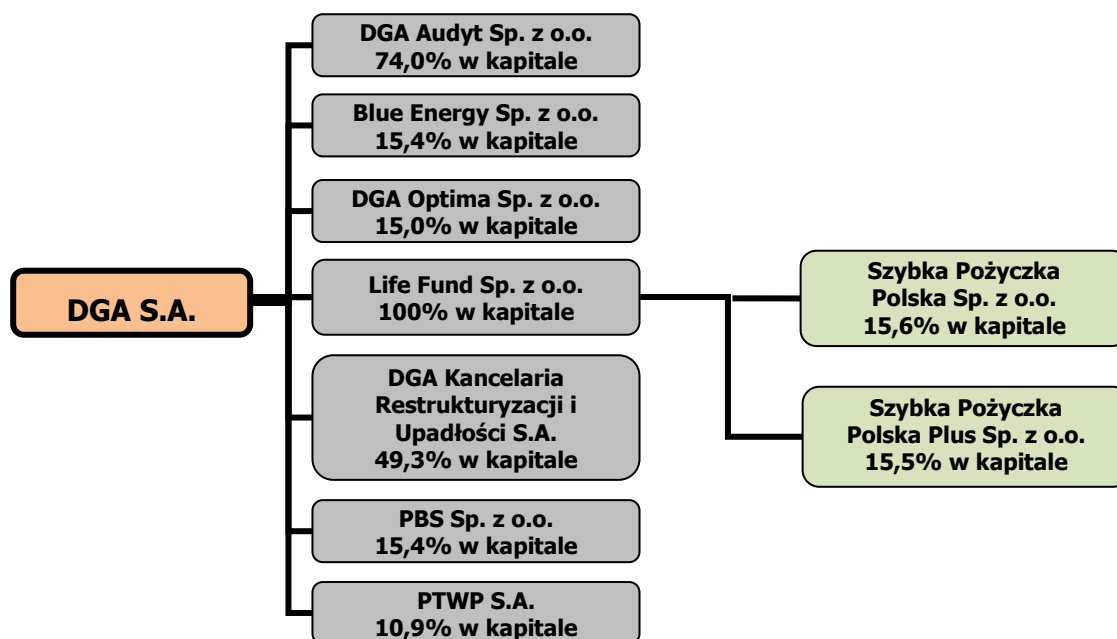 DGA S.A.
DGA Audyt Sp. z o.o.
74,0% w kapitale
Blue Energy Sp. z o.o.
15,4% w kapitale
DGA Optima Sp. z o.o.
15,0% w kapitale
Life Fund Sp. z o.o.
100% w kapitale
DGA Kancelaria
Restrukturyzacji i
Upadłości S.A.
49,3% w kapitale
PBS Sp. z o.o.
15,4% w kapitale
PTWP S.A.
10,9% w kapitale
Szybka Pożyczka
Polska Sp. z o.o.
15,6% w kapitale
Szybka Pożyczka
Polska Plus Sp. z o.o.
15,5% w kapitale